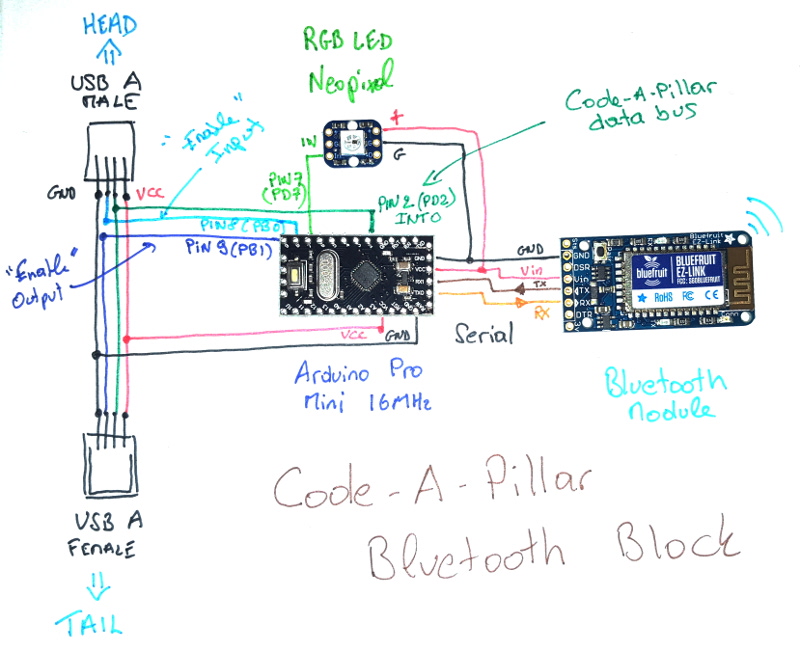 HEAD
USB A
MALE
GND
VCC
"Enable"
Input
RGB LED
Neopixel
IN
+
G
PIN 7
(PD7)
Code-A-Pillar
data bus
PIN 2 (PD2)
INT0
PIN 8 (PB0)
PIN 9 (PB1)
"Enable"
Output
VCC
GND
GND
Vin
TX
RX
Serial
GND
DSR
Vin
TX
RX
DTR
Bluefruit
EZ-Link
bluefruit
BLUEFRUIT
EZ-LINK
RoHS
FC
CE
Arduino Pro
Mini 16MHz
Bluetooth
Module
USB A
FEMALE
TAIL
Code-A-Pillar
Bluetooth Block